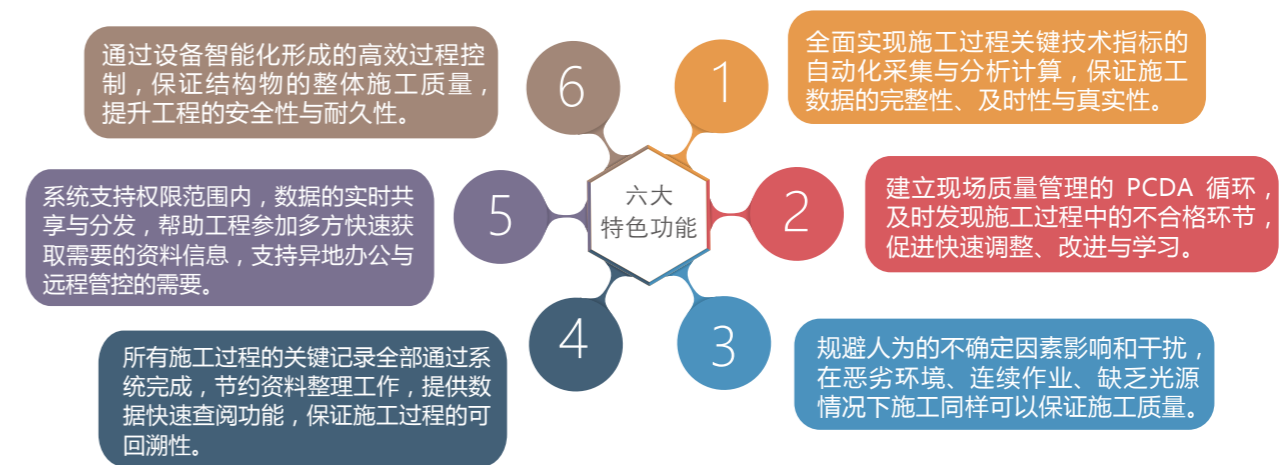 六大
特色功能
1
全面实现施工过程关键技术指标的
自动化采集与分析计算，保证施工
数据的完整性、及时性与真实性。
2
建立现场质量管理的 PCDA 循环，
及时发现施工过程中的不合格环节，
促进快速调整、改进与学习。
3
规避人为的不确定因素影响和干扰，
在恶劣环境、连续作业、缺乏光源
情况下施工同样可以保证施工质量。
4
所有施工过程的关键记录全部通过系
统完成，节约资料整理工作，提供数
据快速查阅功能，保证施工过程的可
回溯性。
5
系统支持权限范围内，数据的实时共
享与分发，帮助工程参加多方快速获
取需要的资料信息，支持异地办公与
远程管控的需要。
6
通过设备智能化形成的高效过程控
制，保证结构物的整体施工质量，
提升工程的安全性与耐久性。